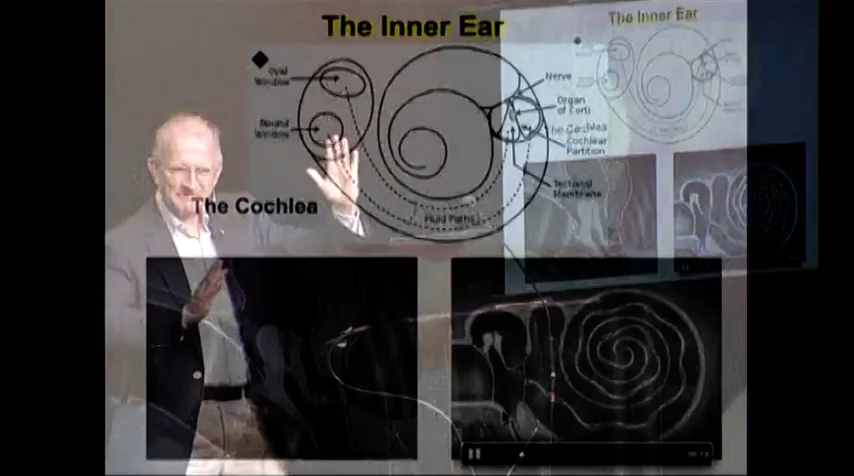 The Inner Ear
The Inner Ear
Oval
Window
Nerve
Organ
of Corti
The Cochlea
Round
Window
Cochlear
Partition
Tectorial
Membrane
The Cochlea
Fluid Paths